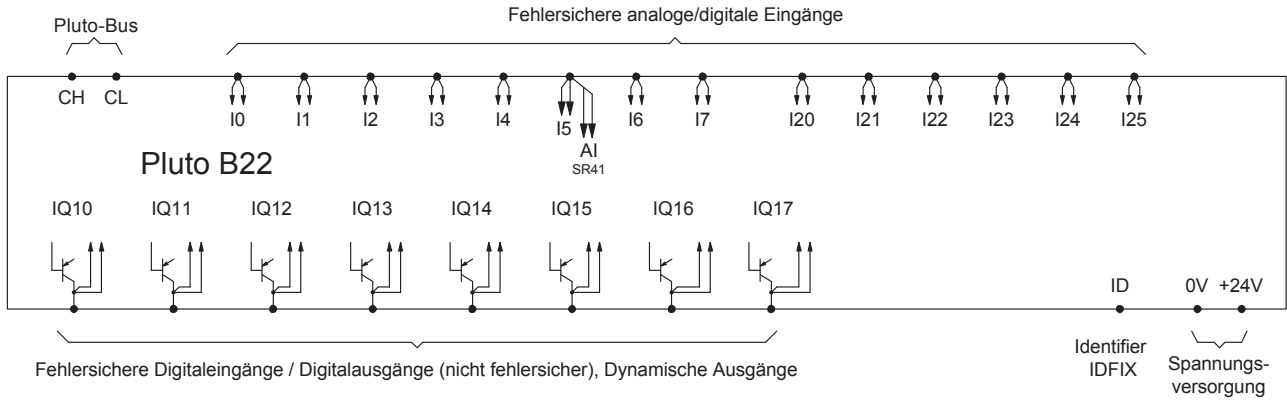 Pluto-Bus
Fehlersichere analoge/digitale Eingänge
CH CL
I0 I1 I2 I3 I4 I5 I6 I7 I20 I21 I22 I23 I24 I25
AI
SR41
Pluto B22
IQ10 IQ11 IQ12 IQ13 IQ14 IQ15 IQ16 IQ17
ID 0V +24V
Fehlersichere Digitaleingänge / Digitalausgänge (nicht fehlersicher), Dynamische Ausgänge
Identifier
IDFIX
Spannungs-
versorgung